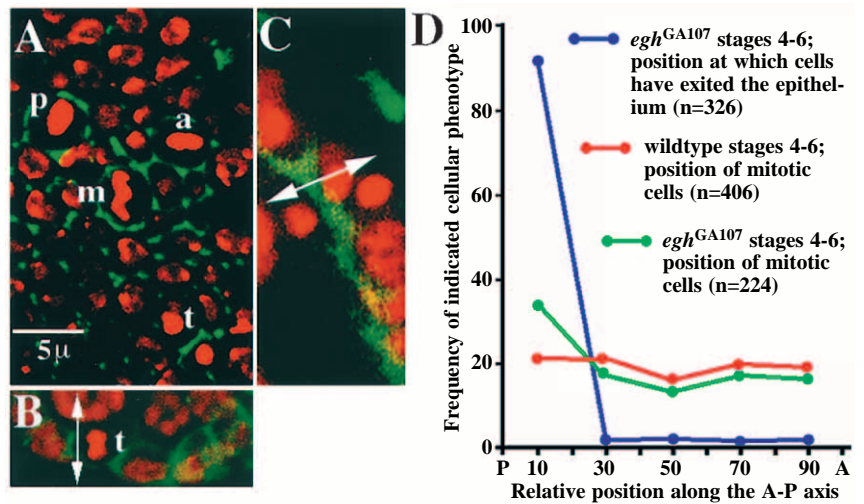 A
p
a
m
t
5μ
B
t
C
D
Frequency of indicated cellular phenotype
100
80
60
40
20
0
egh^GA107 stages 4-6;
position at which cells
have exited the epithel-
ium (n=326)
wildtype stages 4-6;
position of mitotic
cells (n=406)
egh^GA107 stages 4-6;
position of mitotic
cells (n=224)
P 10 30 50 70 90 A
Relative position along the A-P axis